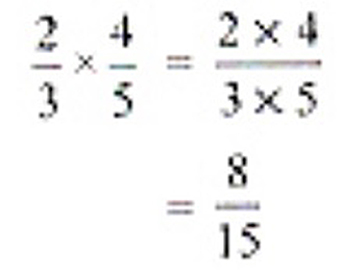 2/3 × 4/5 = 2 × 4/3 × 5
= 8/15